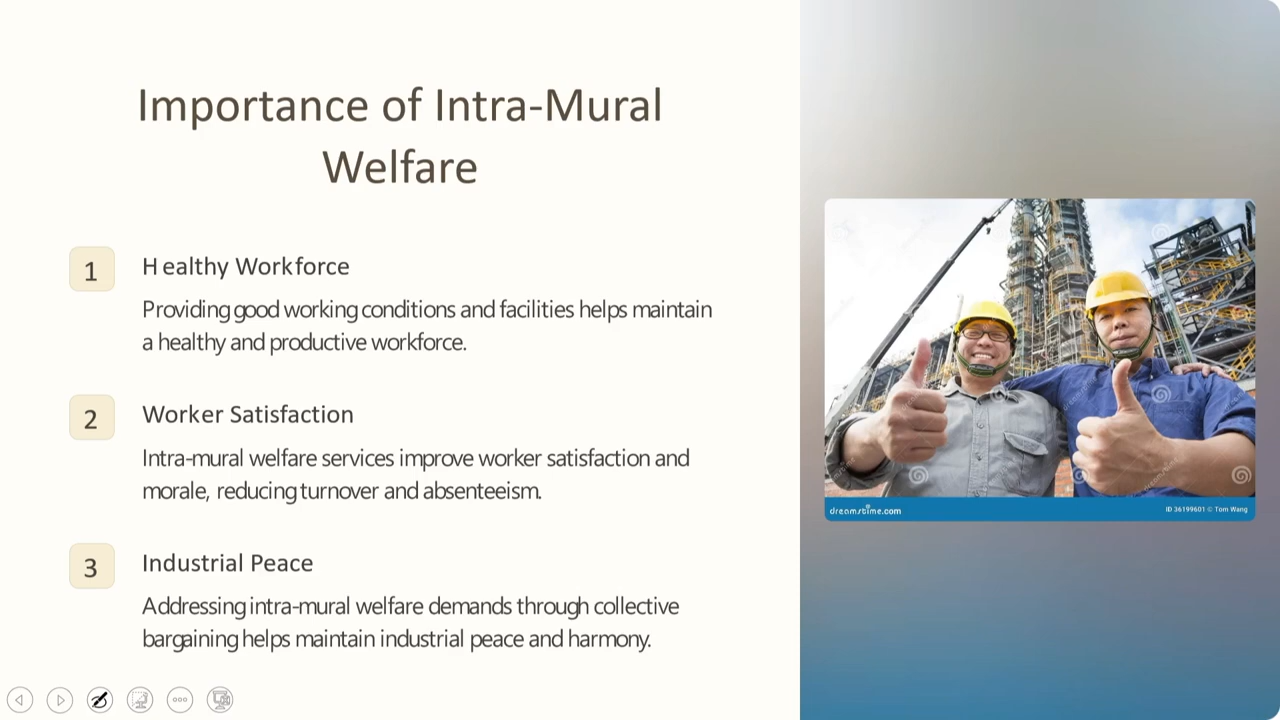 Importance of Intra-Mural
Welfare
1
Healthy Workforce
Providing good working conditions and facilities helps maintain
a healthy and productive workforce.
2
Worker Satisfaction
Intra-mural welfare services improve worker satisfaction and
morale, reducing turnover and absenteeism.
3
Industrial Peace
Addressing intra-mural welfare demands through collective
bargaining helps maintain industrial peace and harmony.
dreamstime.com
ID 36199601 © Tom Wang